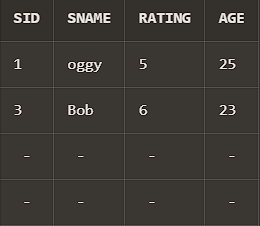 SID SNAME RATING AGE
1 oggy 5 25
3 Bob 6 23
- - - -
- - - -